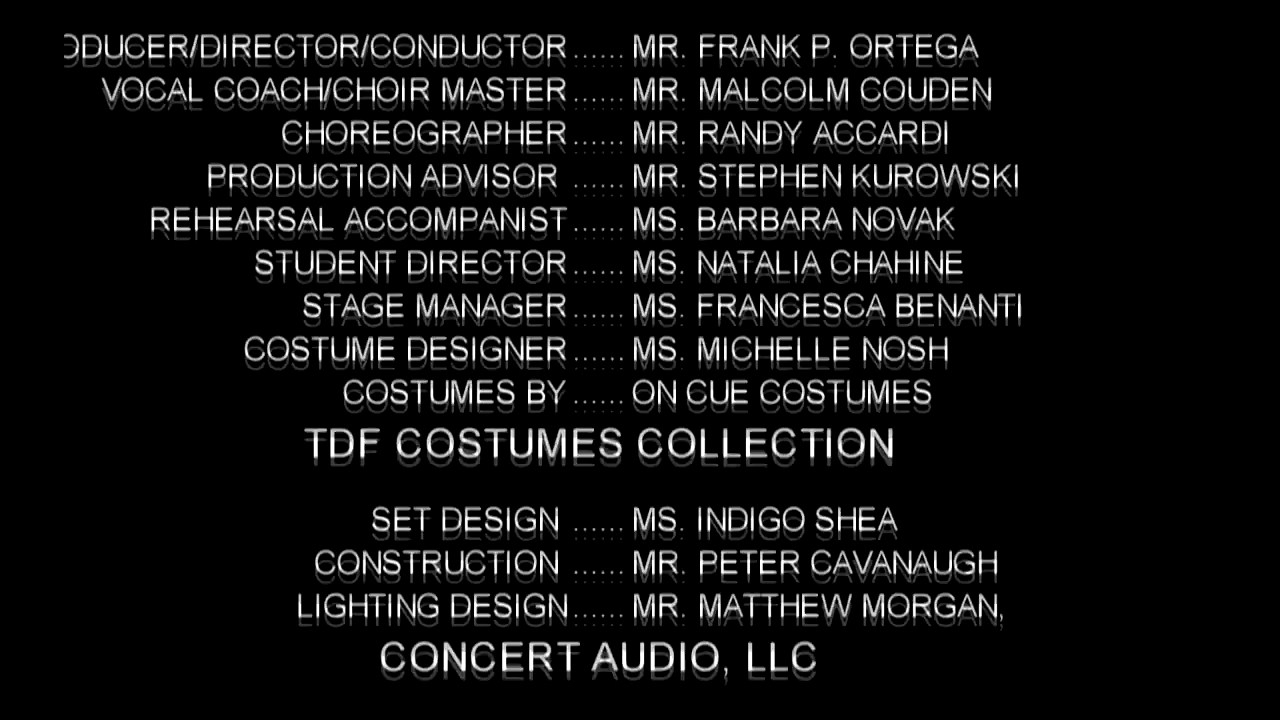 ODUCER/DIRECTOR/CONDUCTOR ...... MR. FRANK P. ORTEGA
VOCAL COACH/CHOIR MASTER ...... MR. MALCOLM COUDEN
CHOREOGRAPHER ...... MR. RANDY ACCARDI
PRODUCTION ADVISOR ...... MR. STEPHEN KUROWSKI
REHEARSAL ACCOMPANIST ...... MS. BARBARA NOVAK
STUDENT DIRECTOR ...... MS. NATALIA CHAHINE
STAGE MANAGER ...... MS. FRANCESCA BENANTI
COSTUME DESIGNER ...... MS. MICHELLE NOSH
COSTUMES BY ...... ON CUE COSTUMES
TDF COSTUMES COLLECTION
SET DESIGN ...... MS. INDIGO SHEA
CONSTRUCTION ...... MR. PETER CAVANAUGH
LIGHTING DESIGN ...... MR. MATTHEW MORGAN,
CONCERT AUDIO, LLC